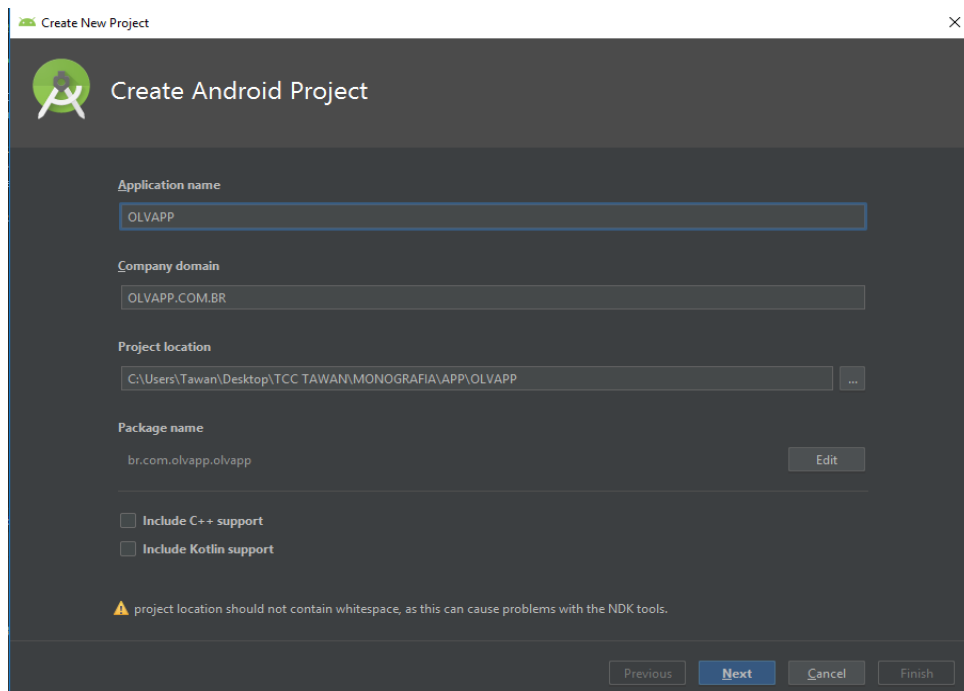 Create New Project
Create Android Project
Application name
OLVAPP
Company domain
OLVAPP.COM.BR
Project location
C:\Users\Tawan\Desktop\TCC TAWAN\MONOGRAFIA\APP\OLVAPP
...
Package name
br.com.olvapp.olvapp
Edit
Include C++ support
Include Kotlin support
project location should not contain whitespace, as this can cause problems with the NDK tools.
Previous Next Cancel Finish